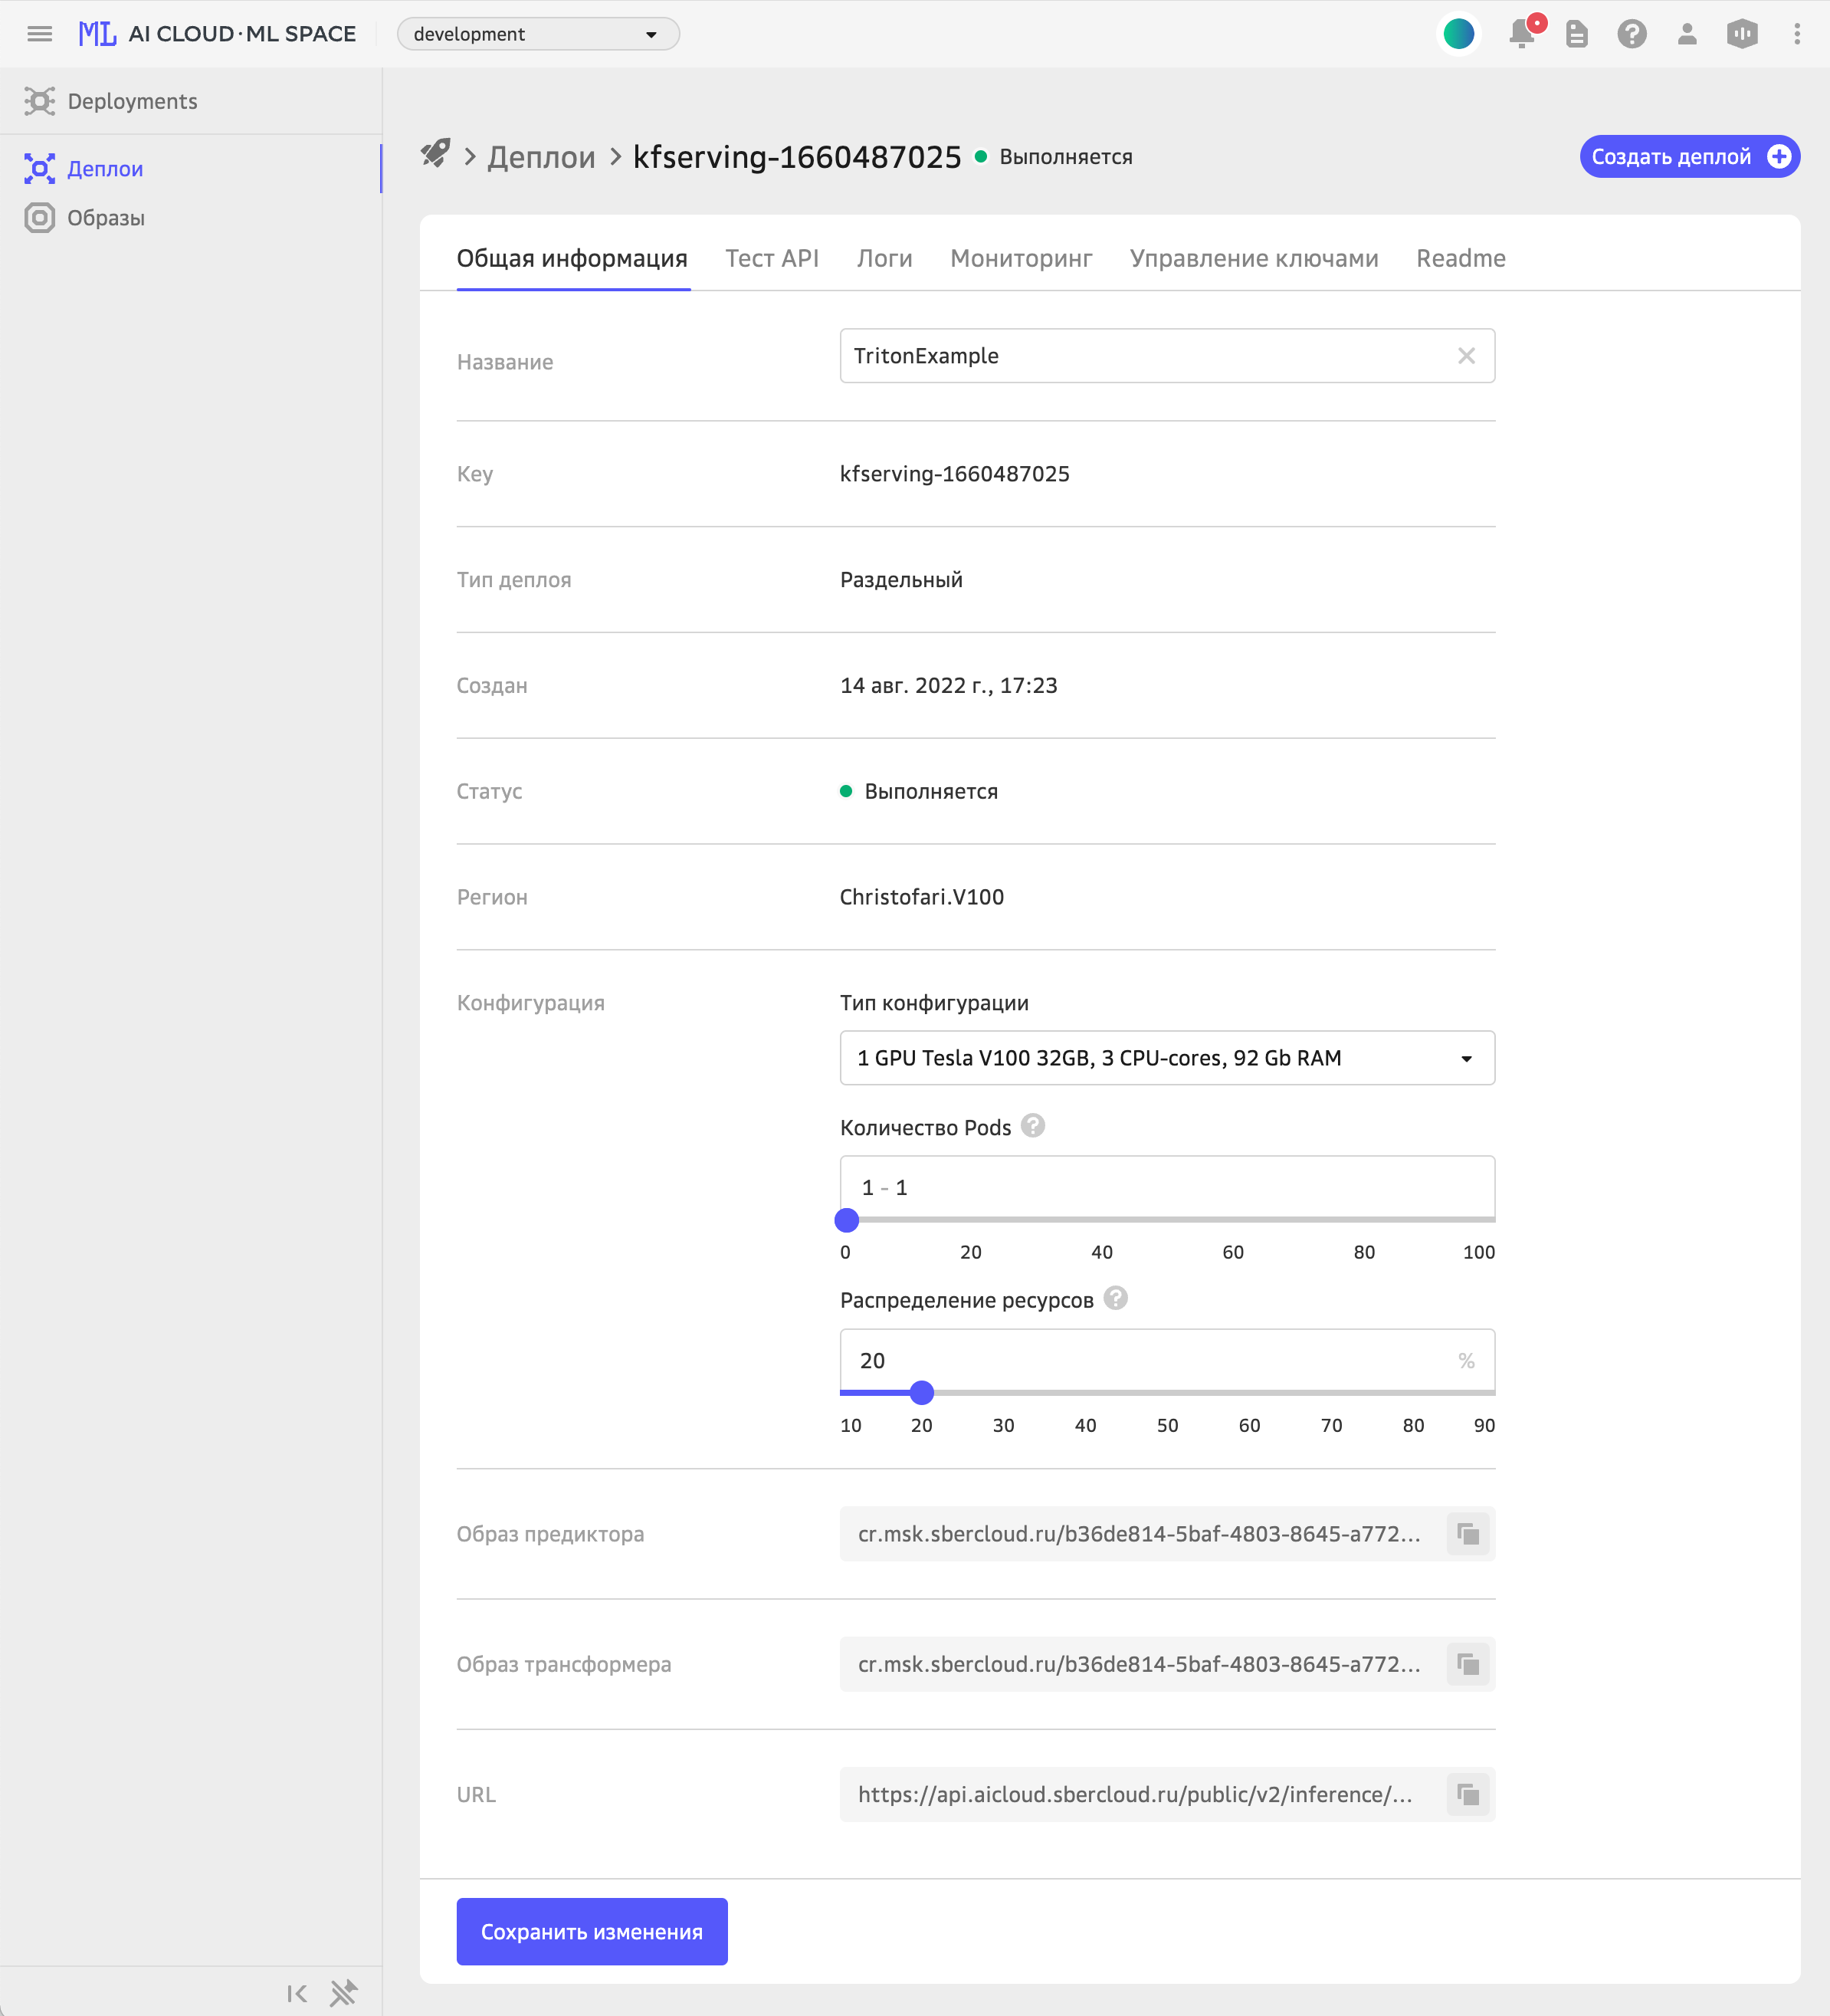 AI CLOUD·ML SPACE
development
Deployments
Деплои
Образы
> Деплои > kfserving-1660487025 Выполняется
Создать деплой
Общая информация Тест API Логи Мониторинг Управление ключами Readme
Название
TritonExample
Key
kfserving-1660487025
Тип деплоя
Раздельный
Создан
14 авг. 2022 г., 17:23
Статус
Выполняется
Регион
Christofari.V100
Конфигурация
Тип конфигурации
1 GPU Tesla V100 32GB, 3 CPU-cores, 92 Gb RAM
Количество Pods
1 - 1
0 20 40 60 80 100
Распределение ресурсов
20 %
10 20 30 40 50 60 70 80 90
Образ предиктора
cr.msk.sbercloud.ru/b36de814-5baf-4803-8645-a772...
Образ трансформера
cr.msk.sbercloud.ru/b36de814-5baf-4803-8645-a772...
URL
https://api.aicloud.sbercloud.ru/public/v2/inference/...
Сохранить изменения